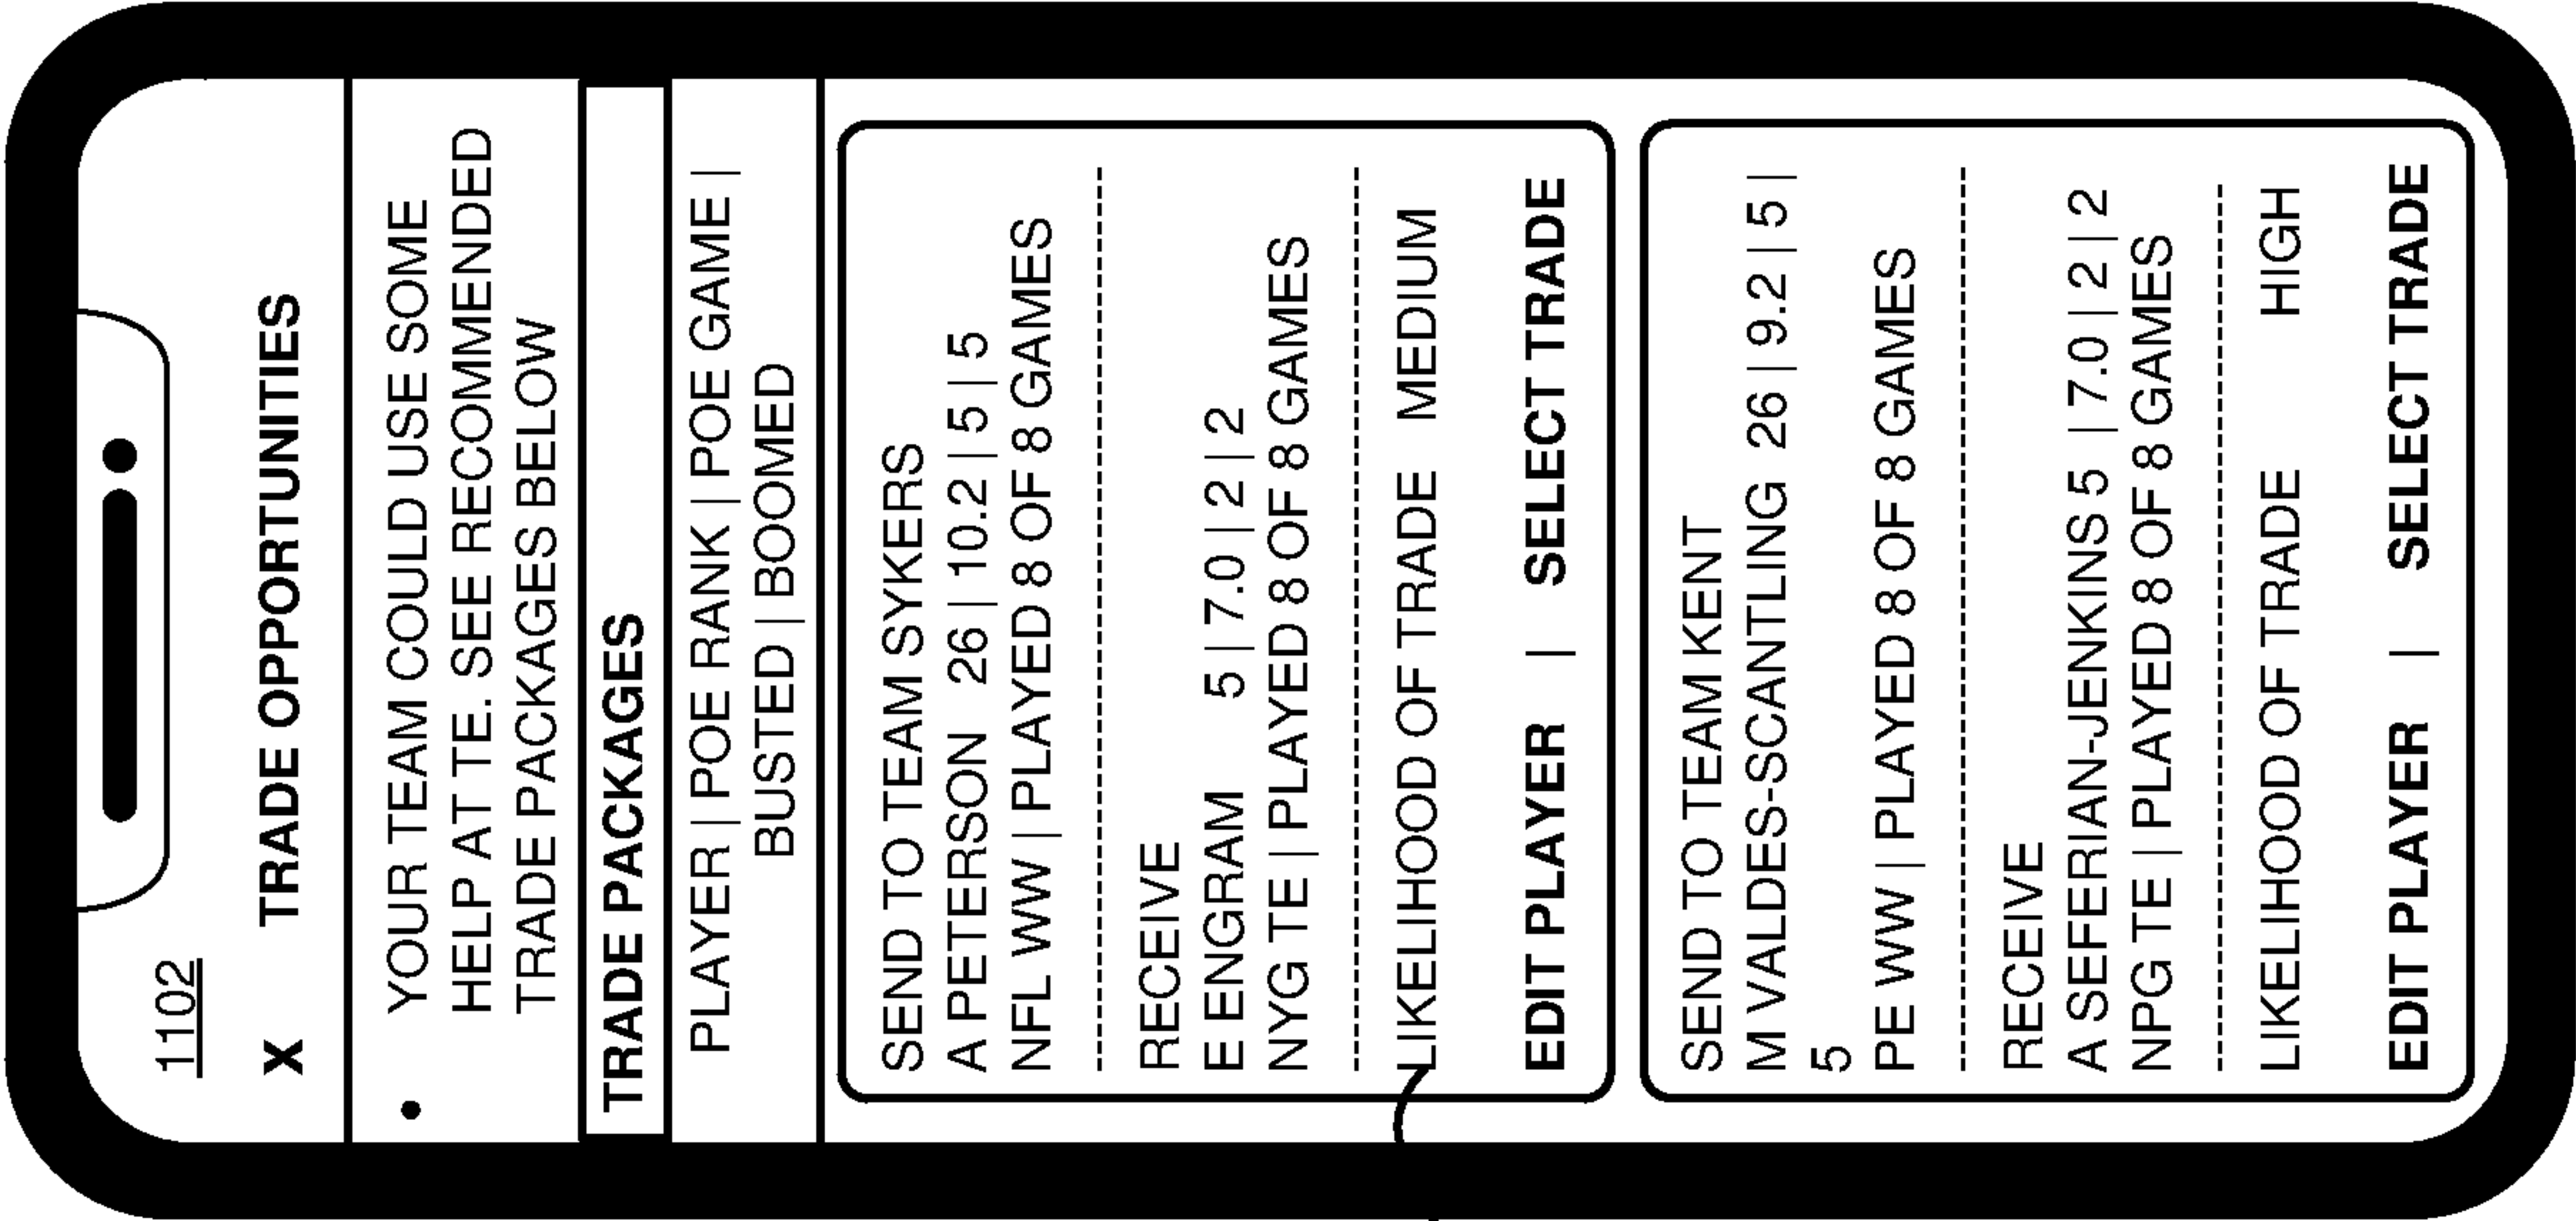 1102
X TRADE OPPORTUNITIES
• YOUR TEAM COULD USE SOME
HELP AT TE. SEE RECOMMENDED
TRADE PACKAGES BELOW
TRADE PACKAGES
PLAYER | POE RANK | POE GAME |
BUSTED | BOOMED
SEND TO TEAM SYKERS
A PETERSON 26 | 10.2 | 5 | 5
NFL WW | PLAYED 8 OF 8 GAMES
RECEIVE
E ENGRAM 5 | 7.0 | 2 | 2
NYG TE | PLAYED 8 OF 8 GAMES
LIKELIHOOD OF TRADE MEDIUM
EDIT PLAYER | SELECT TRADE
SEND TO TEAM KENT
M VALDES-SCANTLING 26 | 9.2 | 5 |
5
PE WW | PLAYED 8 OF 8 GAMES
RECEIVE
A SEFERIAN-JENKINS 5 | 7.0 | 2 | 2
NPG TE | PLAYED 8 OF 8 GAMES
LIKELIHOOD OF TRADE HIGH
EDIT PLAYER | SELECT TRADE